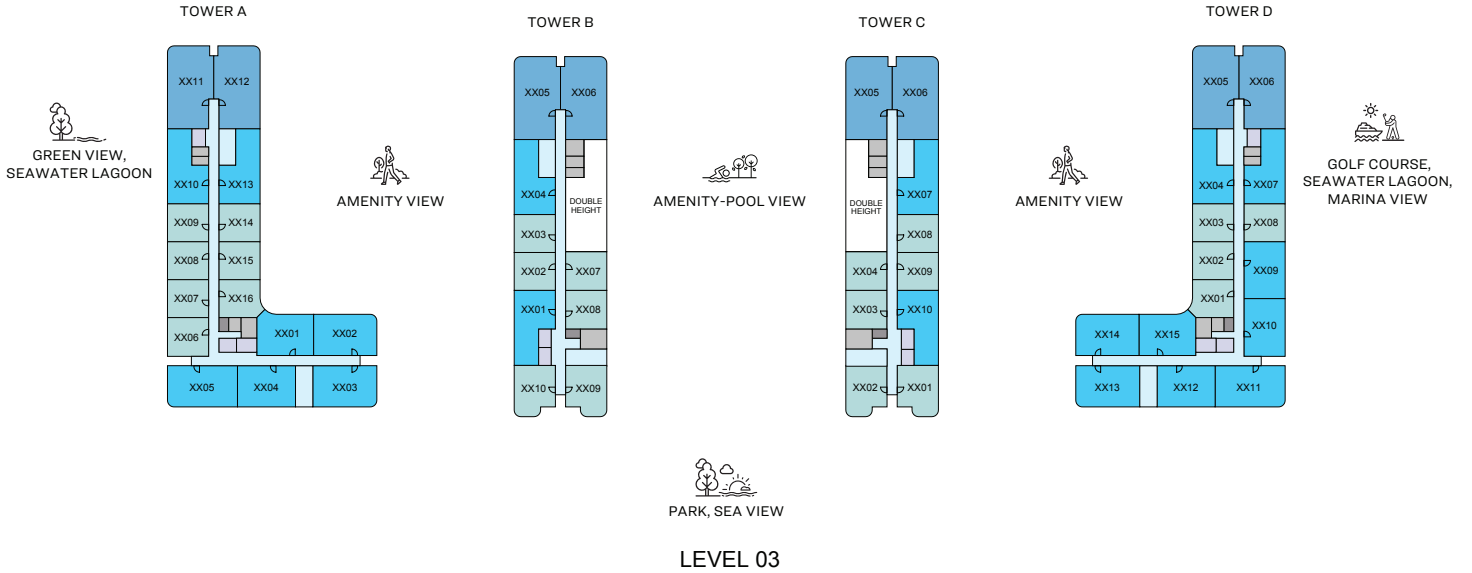 TOWER A
TOWER B
TOWER C
TOWER D
XX11 XX12
XX10 XX13
XX09 XX14
XX08 XX15
XX07 XX16
XX06 XX01 XX02
XX05 XX04 XX03
XX05 XX06
XX04 DOUBLE
HEIGHT
XX03
XX02 XX07
XX01 XX08
XX10 XX09
XX05 XX06
DOUBLE
HEIGHT XX07
XX08
XX04 XX09
XX03 XX10
XX02 XX01
XX05 XX06
XX04 XX07
XX03 XX08
XX02 XX09
XX01 XX10
XX14 XX15
XX13 XX12 XX11
GREEN VIEW,
SEAWATER LAGOON
AMENITY VIEW
AMENITY-POOL VIEW
AMENITY VIEW
GOLF COURSE,
SEAWATER LAGOON,
MARINA VIEW
PARK, SEA VIEW
LEVEL 03